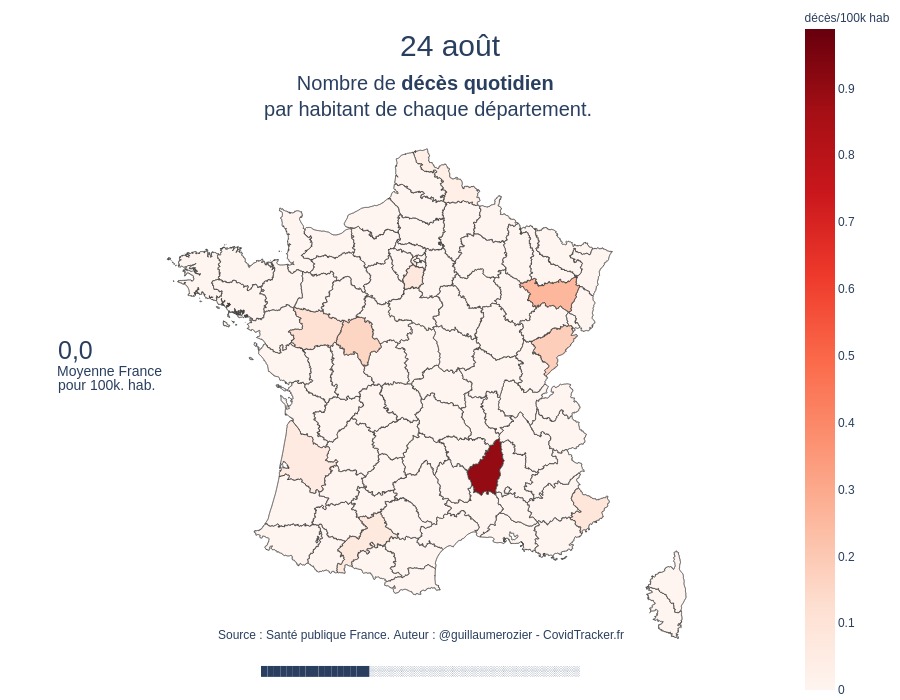 24 août
Nombre de décès quotidien
par habitant de chaque département.
décès/100k hab
0.9
0.8
0.7
0.6
0.5
0.4
0.3
0.2
0.1
0
0,0
Moyenne France
pour 100k. hab.
Source : Santé publique France. Auteur : @guillaumerozier - CovidTracker.fr